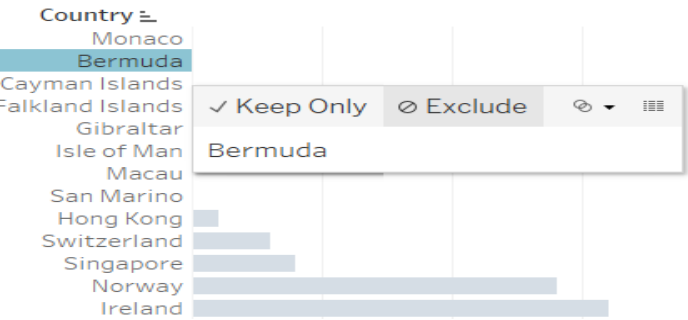 Country
Monaco
Bermuda
Cayman Islands
Falkland Islands
Keep Only Exclude
Gibraltar
Isle of Man
Bermuda
Macau
San Marino
Hong Kong
Switzerland
Singapore
Norway
Ireland